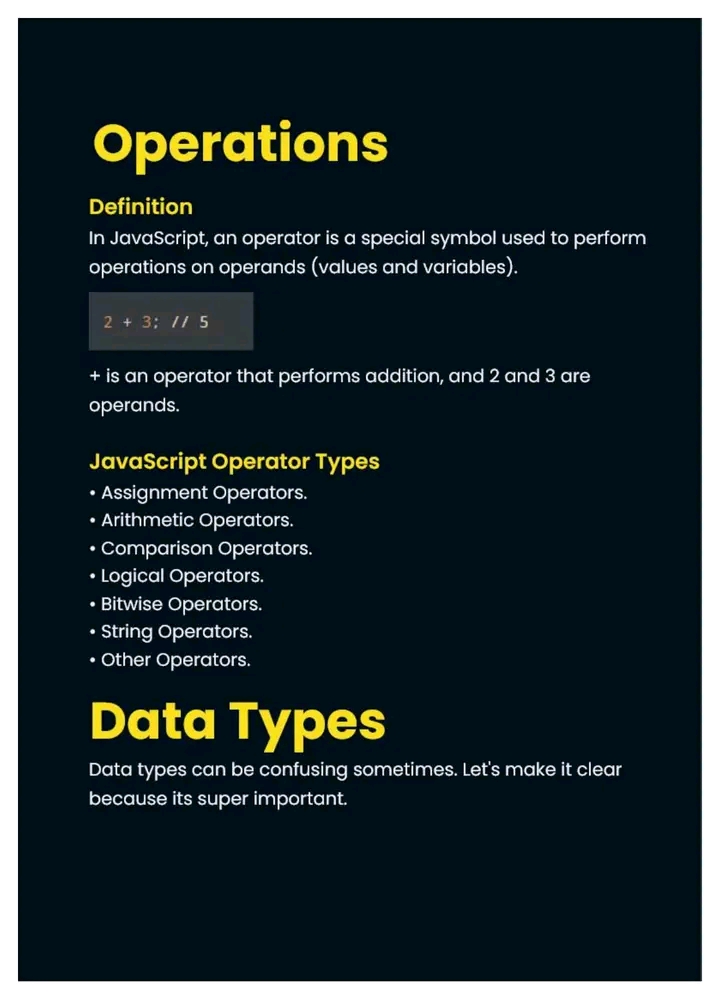 Operations
Definition
In JavaScript, an operator is a special symbol used to perform
operations on operands (values and variables).
2 + 3; // 5
+ is an operator that performs addition, and 2 and 3 are
operands.
JavaScript Operator Types
• Assignment Operators.
• Arithmetic Operators.
• Comparison Operators.
• Logical Operators.
• Bitwise Operators.
• String Operators.
• Other Operators.
Data Types
Data types can be confusing sometimes. Let's make it clear
because its super important.